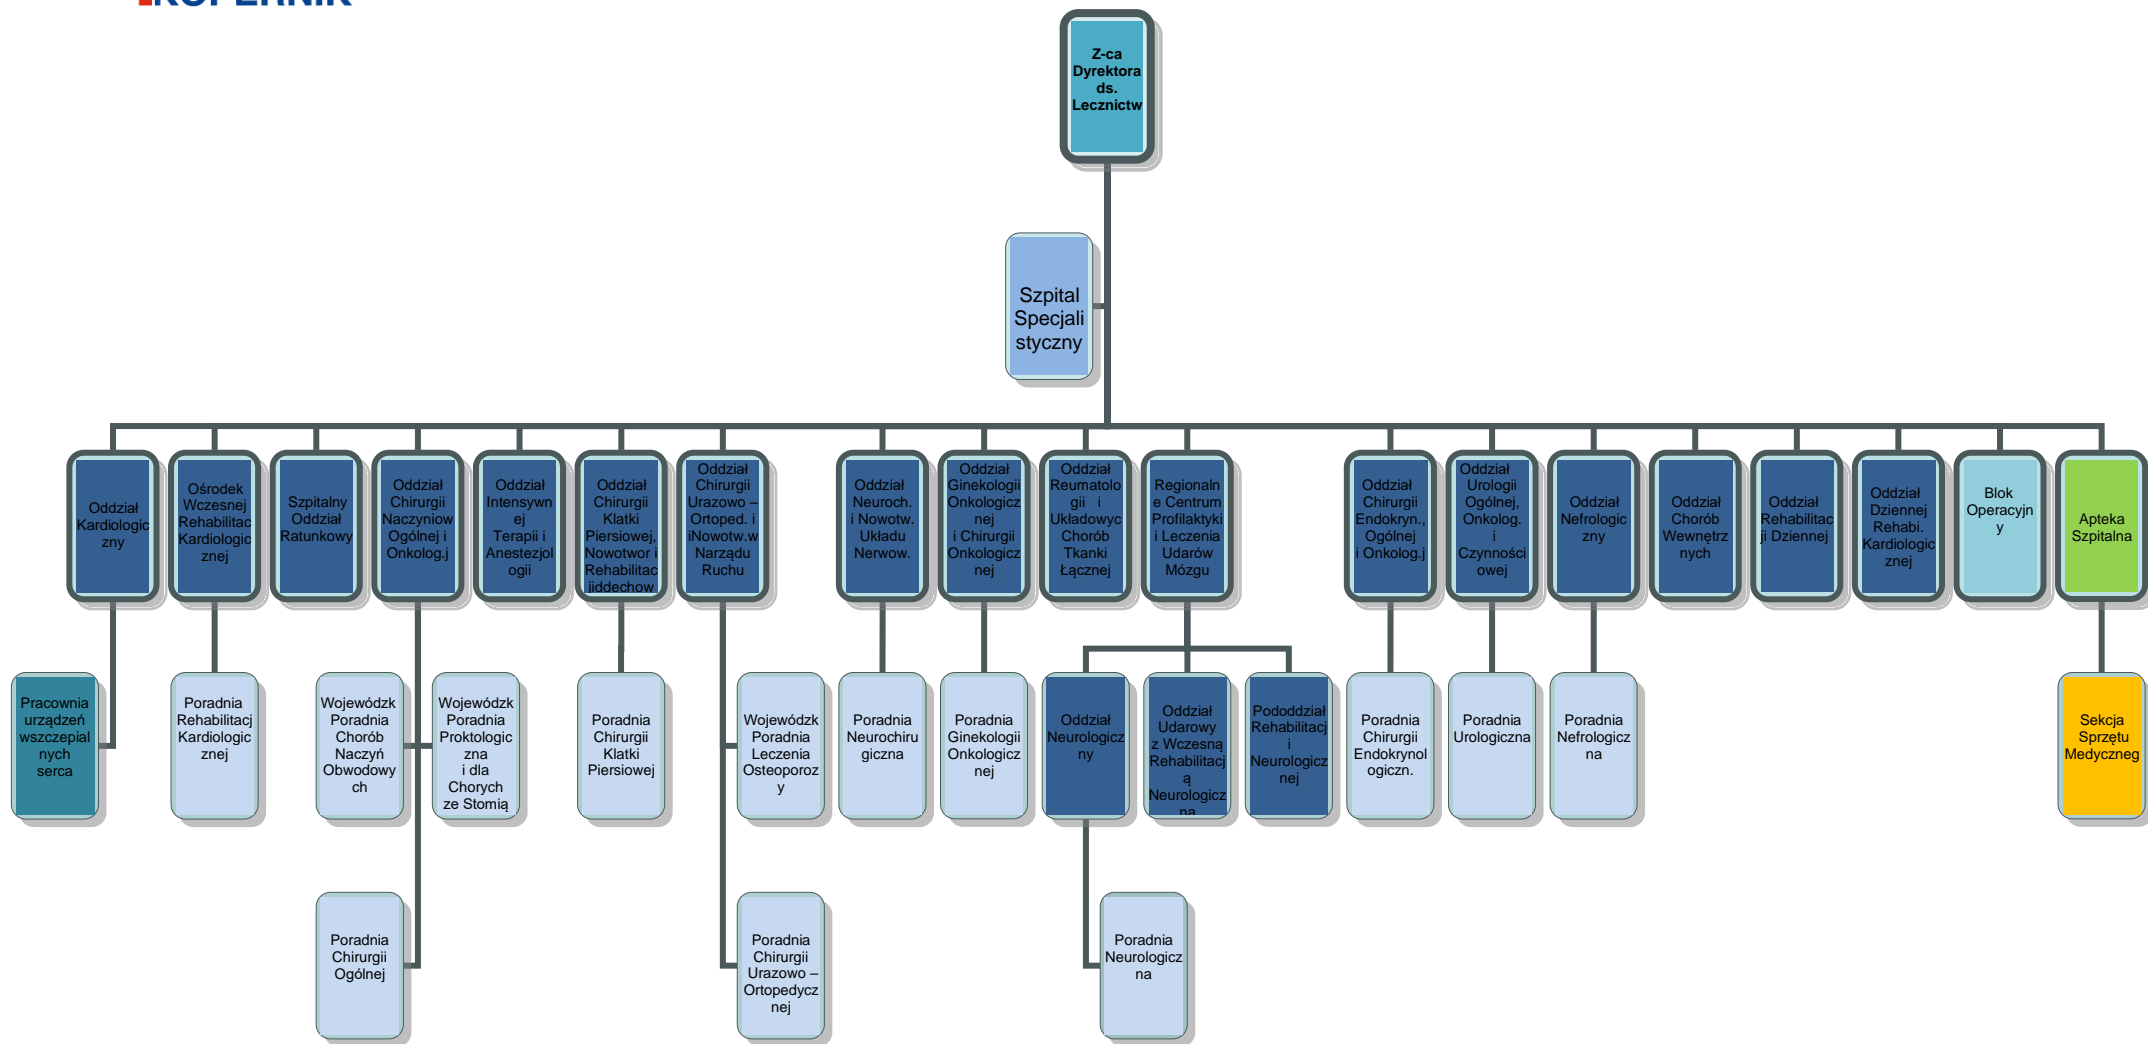 KOPERNIK
Z-ca
Dyrektora
ds.
Lecznictw
Szpital
Specjali
styczny
Oddział
Kardiologic
zny
Ośrodek
Wczesnej
Rehabilitac
Kardiologic
znej
Szpitalny
Oddział
Ratunkowy
Oddział
Chirurgii
Naczyniow
Ogólnej i
Onkolog.j
Oddział
Intensywn
ej
Terapii i
Anestezjol
ogii
Oddział
Chirurgii
Klatki
Piersiowej,
Nowotwor i
Rehabilitac
jiddechow
Oddział
Chirurgii
Urazowo –
Ortoped. i
iNowotw.w
Narządu
Ruchu
Oddział
Neuroch.
i Nowotw.
Układu
Nerwow.
Oddział
Ginekologii
Onkologicz
nej
i Chirurgii
Onkologicz
nej
Oddział
Reumatolo
gii i
Układowyc
Chorób
Tkanki
Łącznej
Regionaln
e Centrum
Profilaktyki
i Leczenia
Udarów
Mózgu
Oddział
Chirurgii
Endokryn.,
Ogólnej
i Onkolog.j
Oddział
Urologii
Ogólnej,
Onkolog.
i
Czynności
owej
Oddział
Nefrologic
zny
Oddział
Chorób
Wewnętrz
nych
Oddział
Rehabilitac
ji Dziennej
Oddział
Dziennej
Rehabi.
Kardiologic
znej
Blok
Operacyjn
y
Apteka
Szpitalna
Pracownia
urządzeń
wszczepial
nych
serca
Poradnia
Rehabilitacj
Kardiologic
znej
Wojewódzk
Poradnia
Chorób
Naczyń
Obwodowy
ch
Wojewódzk
Poradnia
Proktologic
zna
i dla
Chorych
ze Stomią
Poradnia
Chirurgii
Klatki
Piersiowej
Wojewódzk
Poradnia
Leczenia
Osteoporoz
y
Poradnia
Neurochiru
giczna
Poradnia
Ginekologii
Onkologicz
nej
Oddział
Neurologicz
ny
Oddział
Udarowy
z Wczesną
Rehabilitacj
ą
Neurologicz
na
Pododdział
Rehabilitacj
i
Neurologicz
nej
Poradnia
Chirurgii
Endokrynol
ogiczn.
Poradnia
Urologiczna
Poradnia
Nefrologicz
na
Sekcja
Sprzętu
Medyczneg
Poradnia
Chirurgii
Ogólnej
Poradnia
Chirurgii
Urazowo –
Ortopedycz
nej
Poradnia
Neurologicz
na